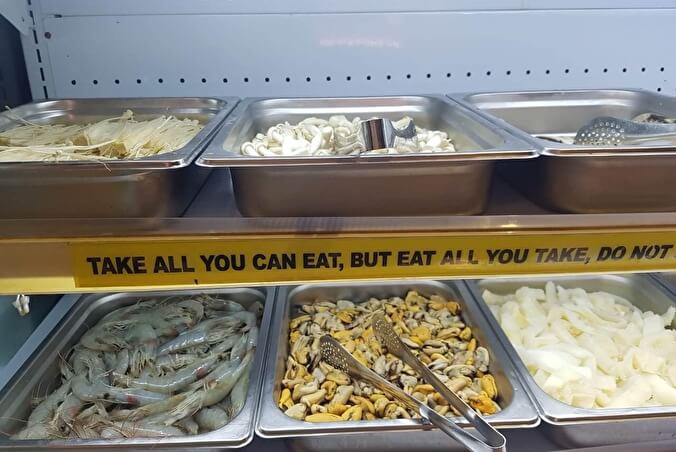 TAKE ALL YOU CAN EAT, BUT EAT ALL YOU TAKE, DO NOT